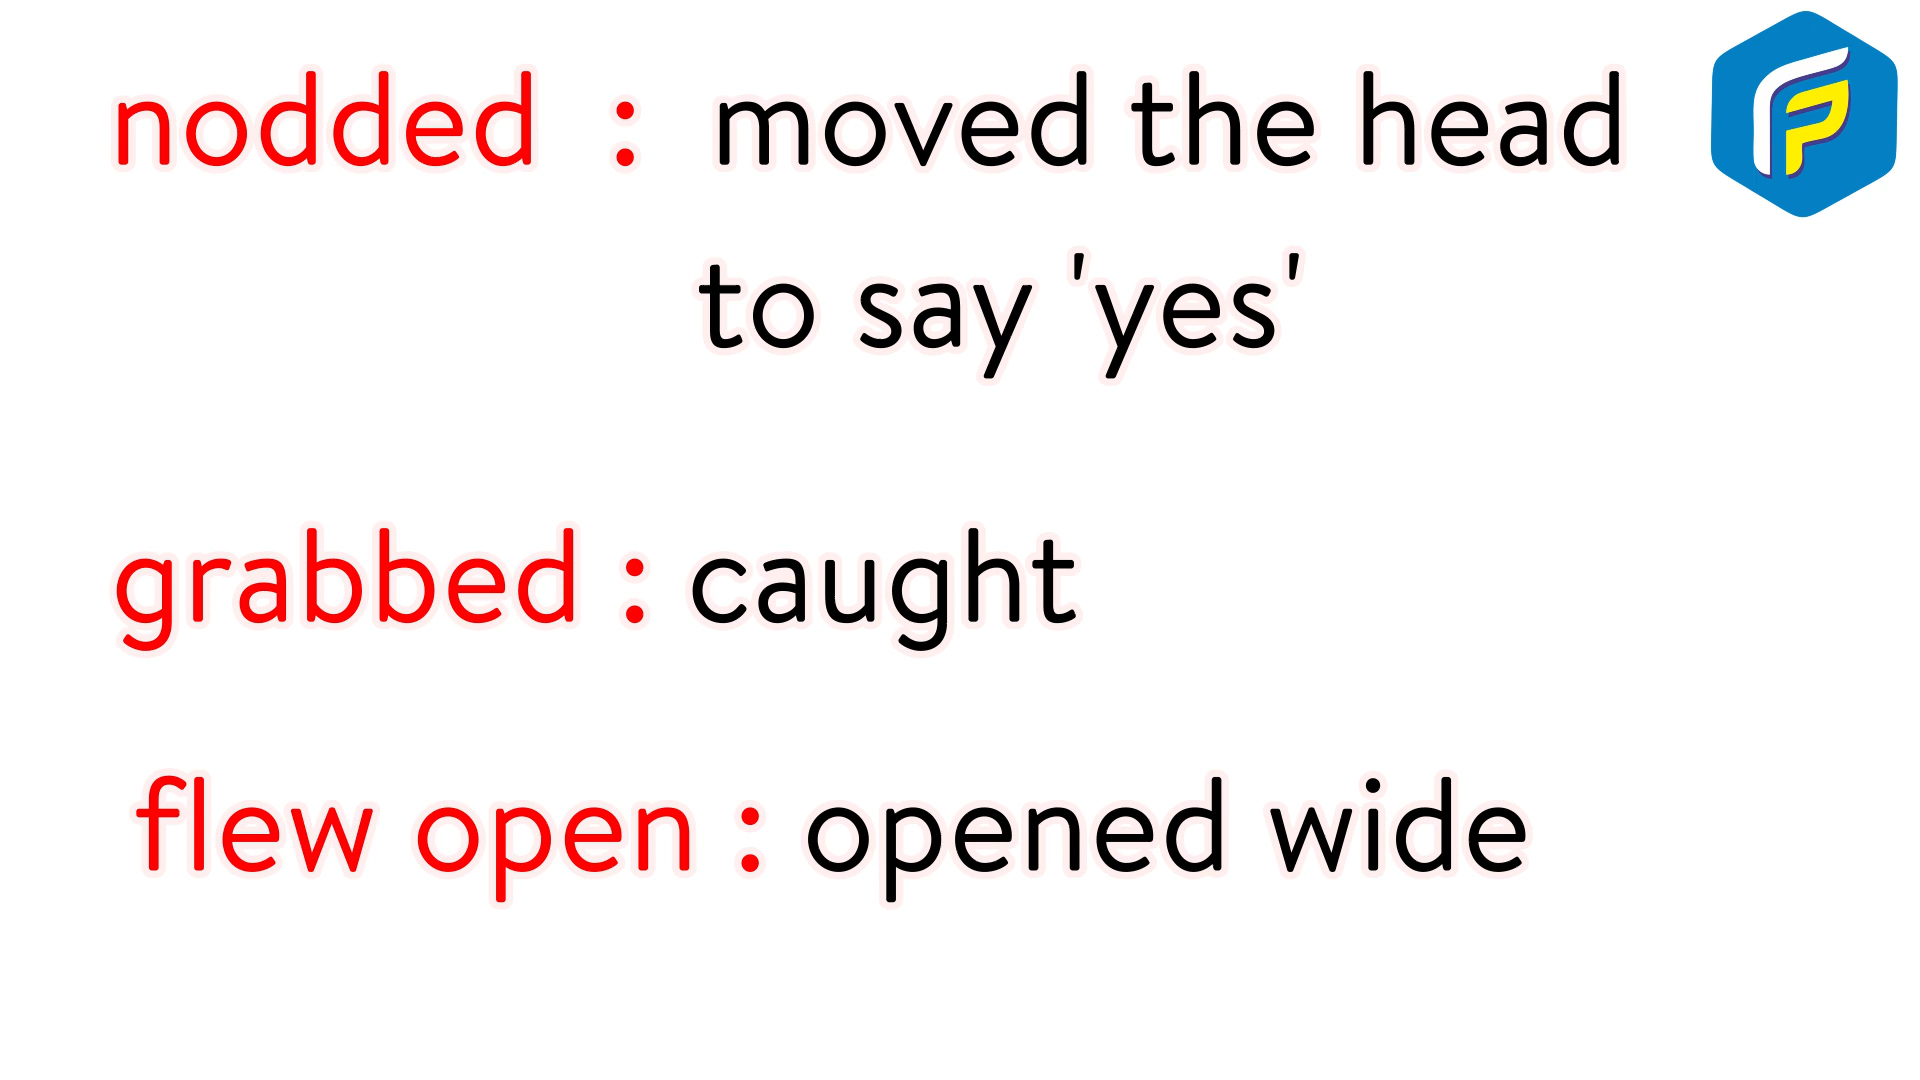 nodded : moved the head
to say 'yes'
grabbed : caught
flew open : opened wide